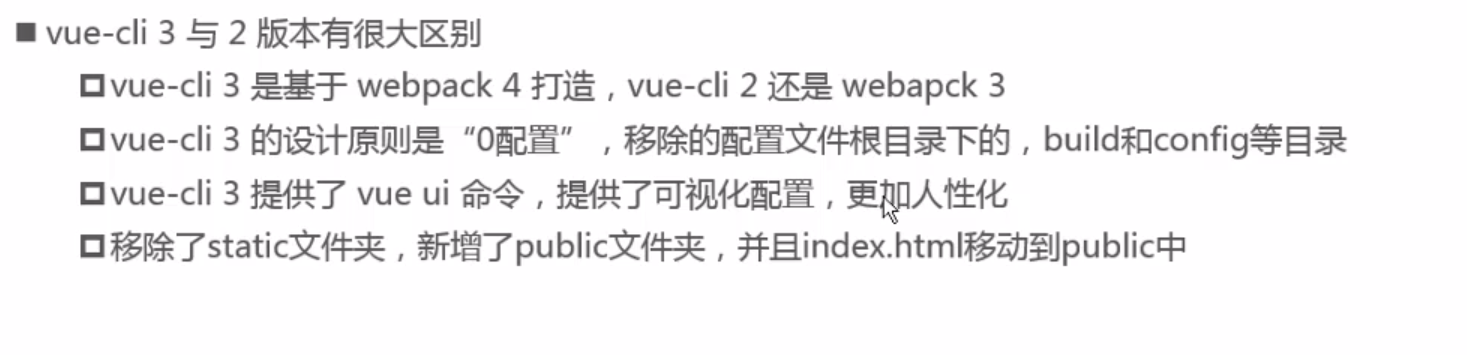 vue-cli 3 与 2 版本有很大区别
vue-cli 3 是基于 webpack 4 打造，vue-cli 2 还是 webapck 3
vue-cli 3 的设计原则是“0配置”，移除的配置文件根目录下的，build和config等目录
vue-cli 3 提供了 vue ui 命令，提供了可视化配置，更加人性化
移除了static文件夹，新增了public文件夹，并且index.html移动到public中